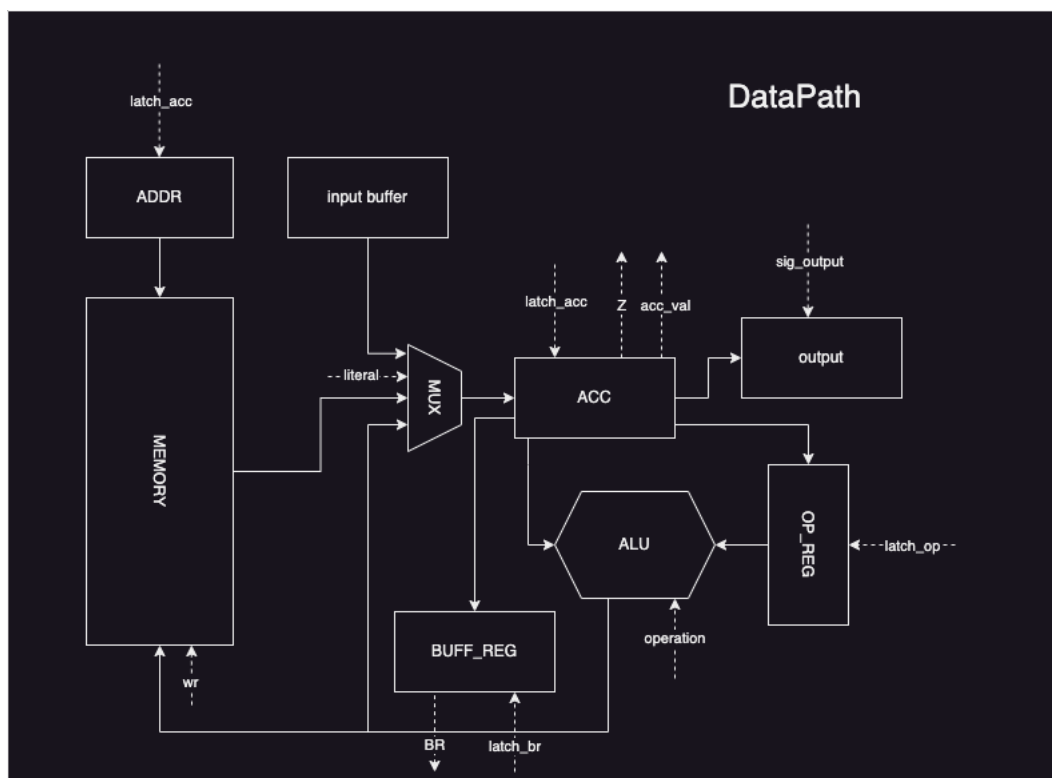 DataPath
latch_acc
ADDR
input buffer
sig_output
latch_acc
Z
acc_val
output
literal
MUX
ACC
MEMORY
OP_REG
ALU
latch_op
operation
BUFF_REG
wr
BR
latch_br